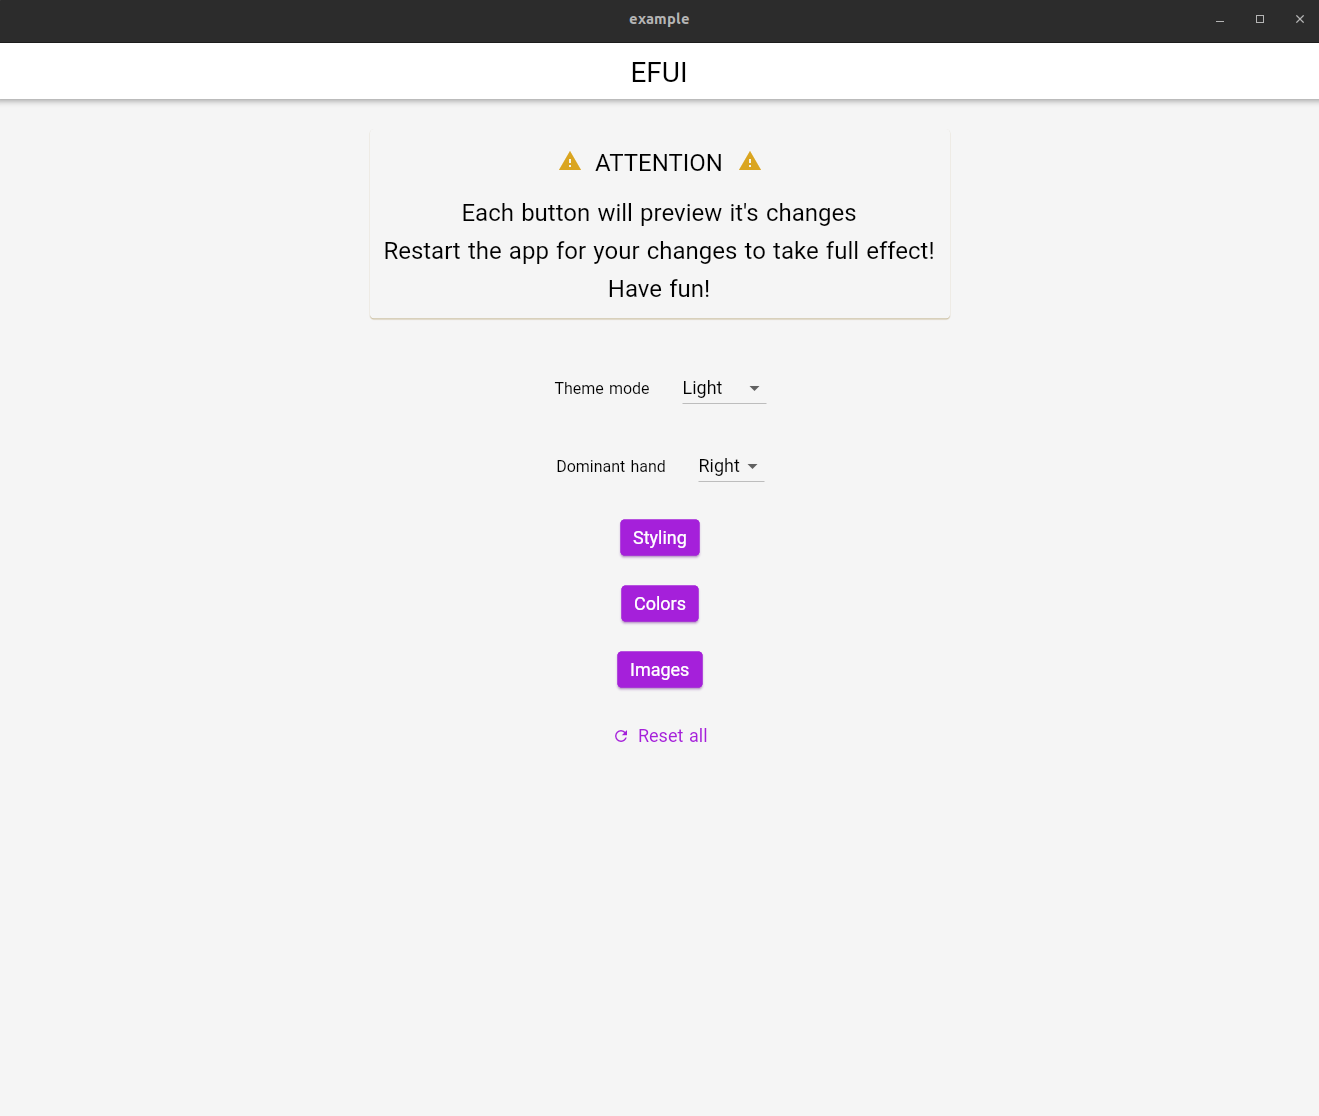 example
EFUI
ATTENTION
Each button will preview it's changes
Restart the app for your changes to take full effect!
Have fun!
Theme mode Light
Dominant hand Right
Styling
Colors
Images
Reset all